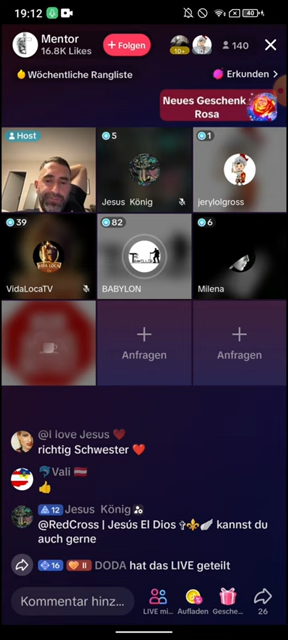 19:12
40
Mentor
16.8K Likes
+ Folgen
10+
140
Wöchentliche Rangliste
Erkunden >
Neues Geschenk
Rosa
Host
5
1
Jesus König
jerylolgross
39
82
6
VidaLocaTV
BABYLON
Milena
Anfragen
Anfragen
@I love Jesus ❤️
richtig Schwester ❤️
🐬Vali 🇱🇻
👍
12 Jesus König
@RedCross | Jesús El Dios ✞⚜️🪽 kannst du
auch gerne
16 II DODA hat das LIVE geteilt
Kommentar hinz...
LIVE mi...
Aufladen
Gesche...
26